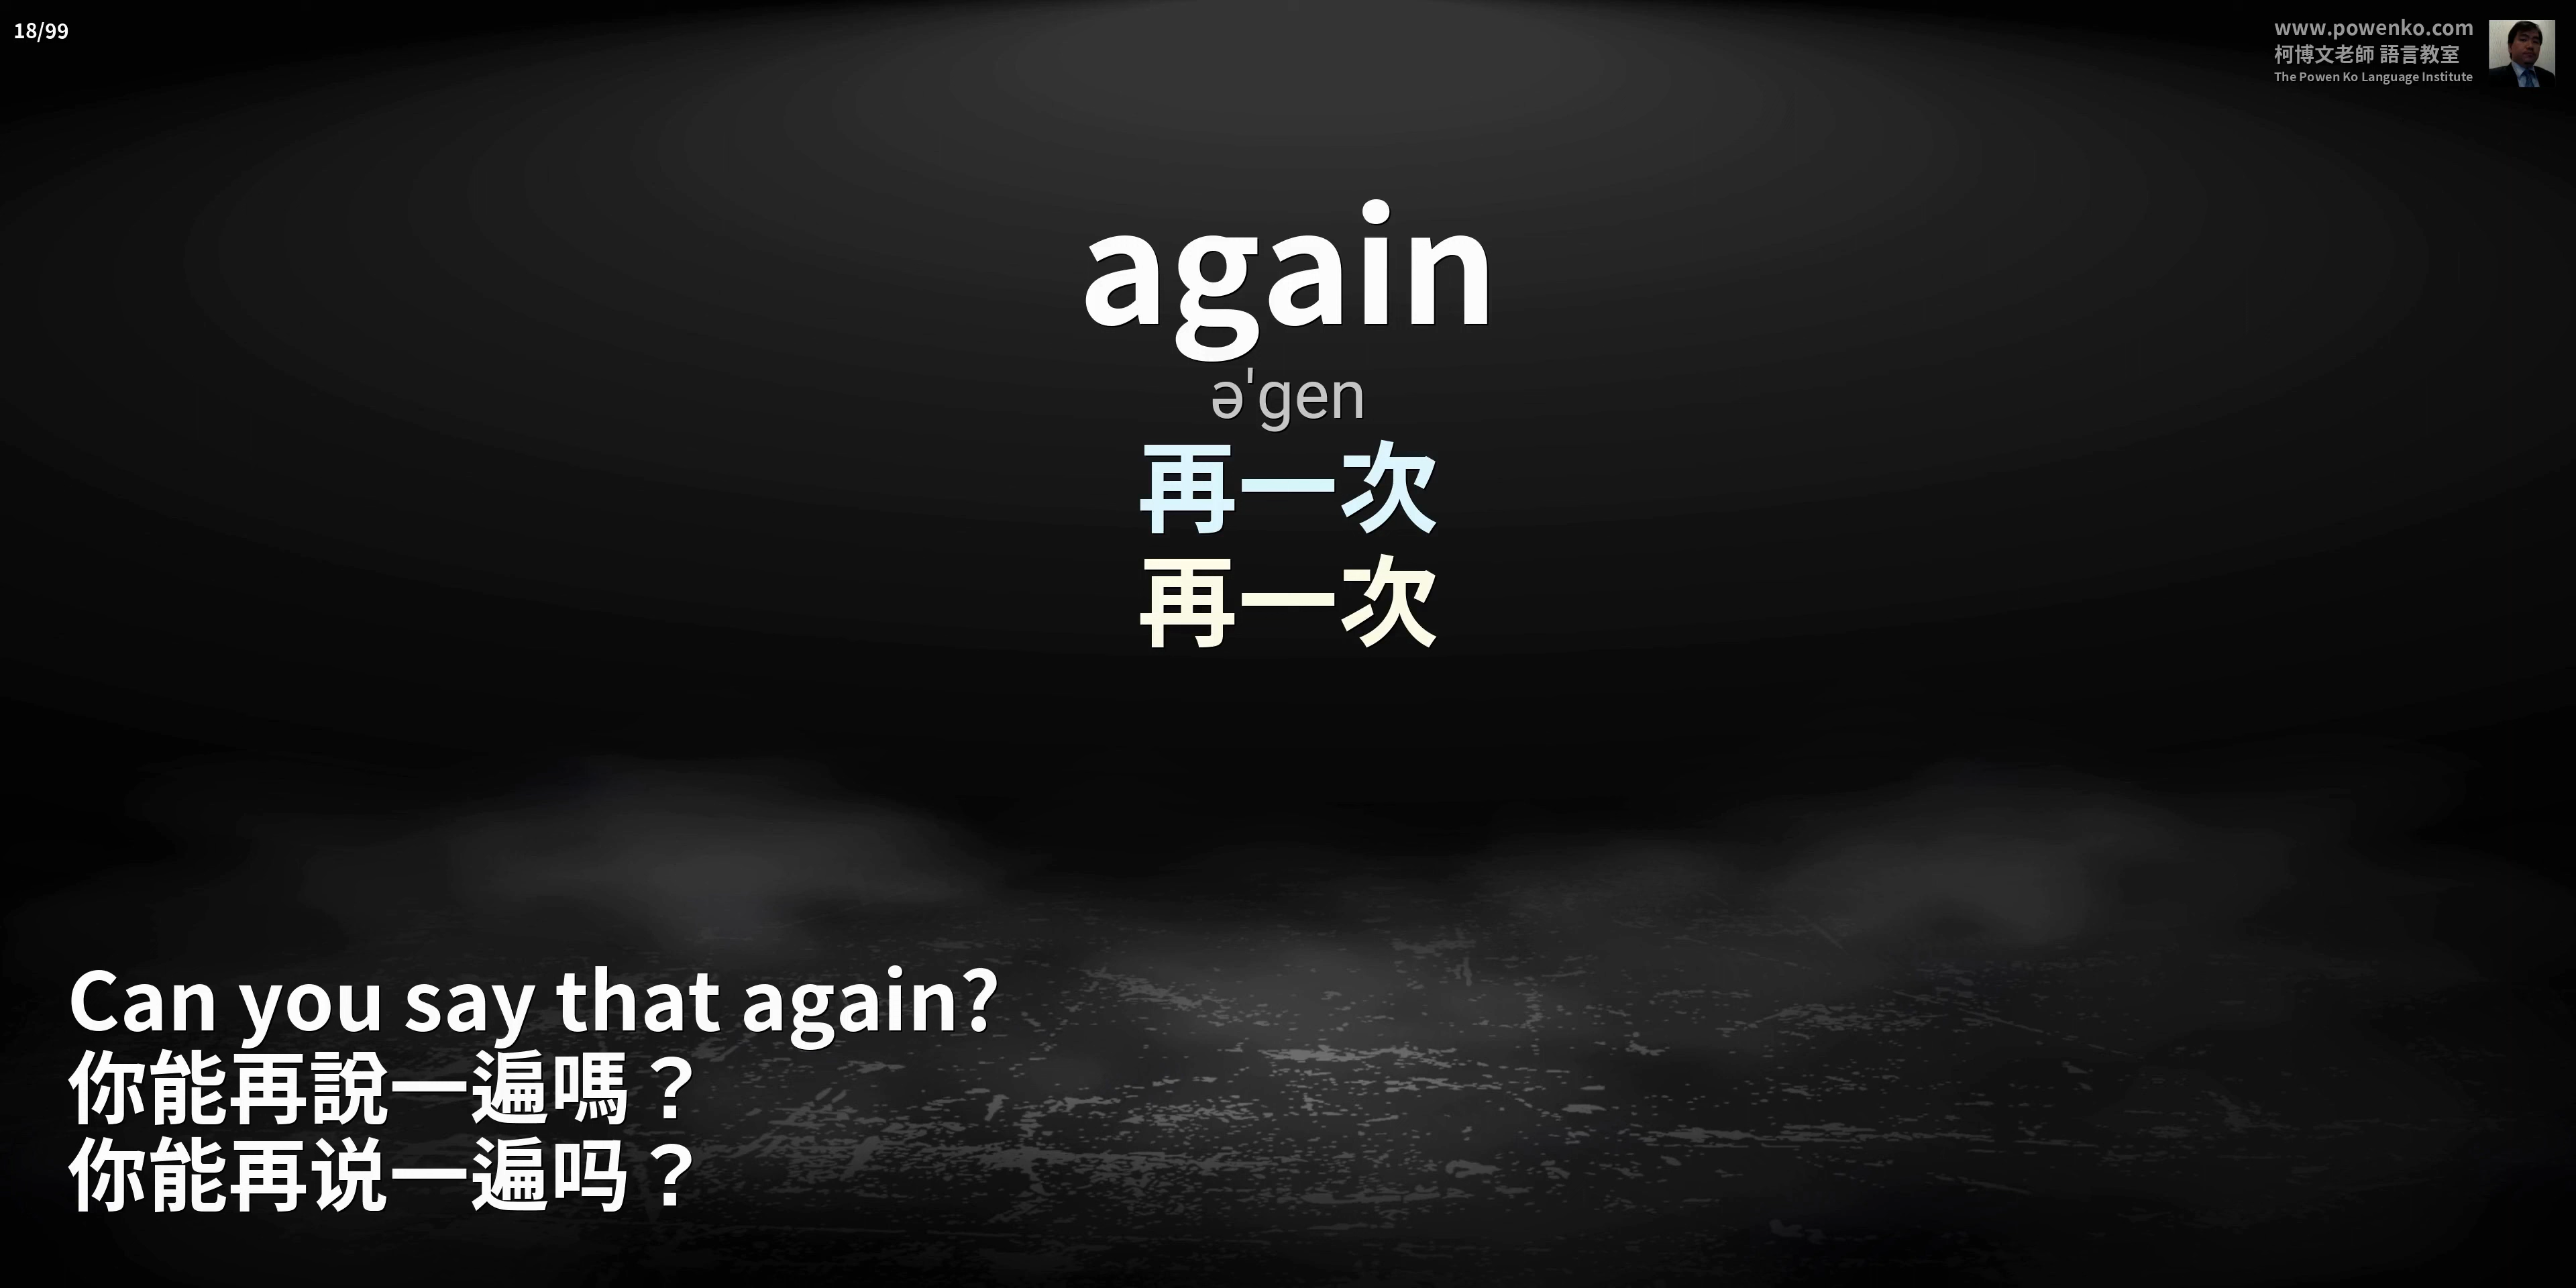 18/99
www.powenko.com
柯博文老師 語言教室
The Powen Ko Language Institute
again
ə'gen
再一次
再一次
Can you say that again?
你能再說一遍嗎？
你能再说一遍吗？